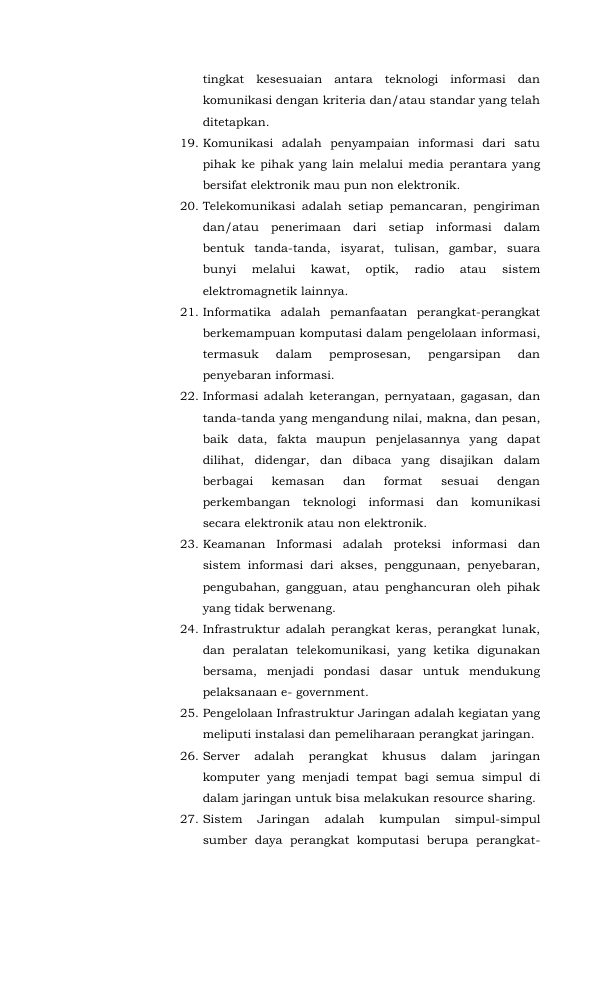 tingkat kesesuaian antara teknologi informasi dan
komunikasi dengan kriteria dan/atau standar yang telah
ditetapkan.
19. Komunikasi adalah penyampaian informasi dari satu
pihak ke pihak yang lain melalui media perantara yang
bersifat elektronik mau pun non elektronik.
20. Telekomunikasi adalah setiap pemancaran, pengiriman
dan/atau penerimaan dari setiap informasi dalam
bentuk tanda-tanda, isyarat, tulisan, gambar, suara
bunyi melalui kawat, optik, radio atau sistem
elektromagnetik lainnya.
21. Informatika adalah pemanfaatan perangkat-perangkat
berkemampuan komputasi dalam pengelolaan informasi,
termasuk dalam pemprosesan, pengarsipan dan
penyebaran informasi.
22. Informasi adalah keterangan, pernyataan, gagasan, dan
tanda-tanda yang mengandung nilai, makna, dan pesan,
baik data, fakta maupun penjelasannya yang dapat
dilihat, didengar, dan dibaca yang disajikan dalam
berbagai kemasan dan format sesuai dengan
perkembangan teknologi informasi dan komunikasi
secara elektronik atau non elektronik.
23. Keamanan Informasi adalah proteksi informasi dan
sistem informasi dari akses, penggunaan, penyebaran,
pengubahan, gangguan, atau penghancuran oleh pihak
yang tidak berwenang.
24. Infrastruktur adalah perangkat keras, perangkat lunak,
dan peralatan telekomunikasi, yang ketika digunakan
bersama, menjadi pondasi dasar untuk mendukung
pelaksanaan e- government.
25. Pengelolaan Infrastruktur Jaringan adalah kegiatan yang
meliputi instalasi dan pemeliharaan perangkat jaringan.
26. Server adalah perangkat khusus dalam jaringan
komputer yang menjadi tempat bagi semua simpul di
dalam jaringan untuk bisa melakukan resource sharing.
27. Sistem Jaringan adalah kumpulan simpul-simpul
sumber daya perangkat komputasi berupa perangkat-